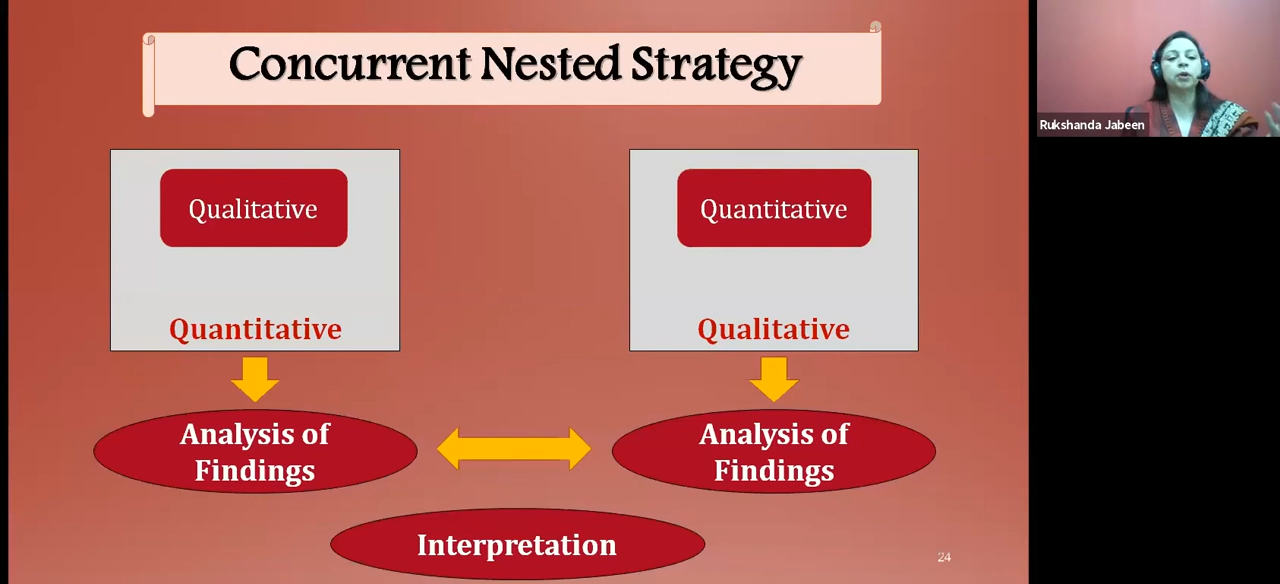 Concurrent Nested Strategy
Rukshanda Jabeen
Qualitative
Quantitative
Quantitative
Qualitative
Analysis of
Findings
Analysis of
Findings
Interpretation
24